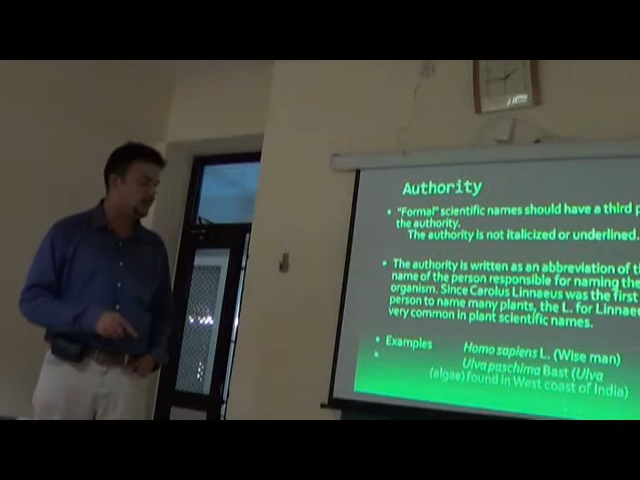 Authority
• "Formal" scientific names should have a third
the authority.
The authority is not italicized or underlined.
• The authority is written as an abbreviation of
name of the person responsible for naming the
organism. Since Carolus Linnaeus was the first
person to name many plants, the L. for Linnaeus
very common in plant scientific names.
• Examples Homo sapiens L. (Wise man)
• Ulva paschima Bast (Ulva
(algae) found in West coast of India)